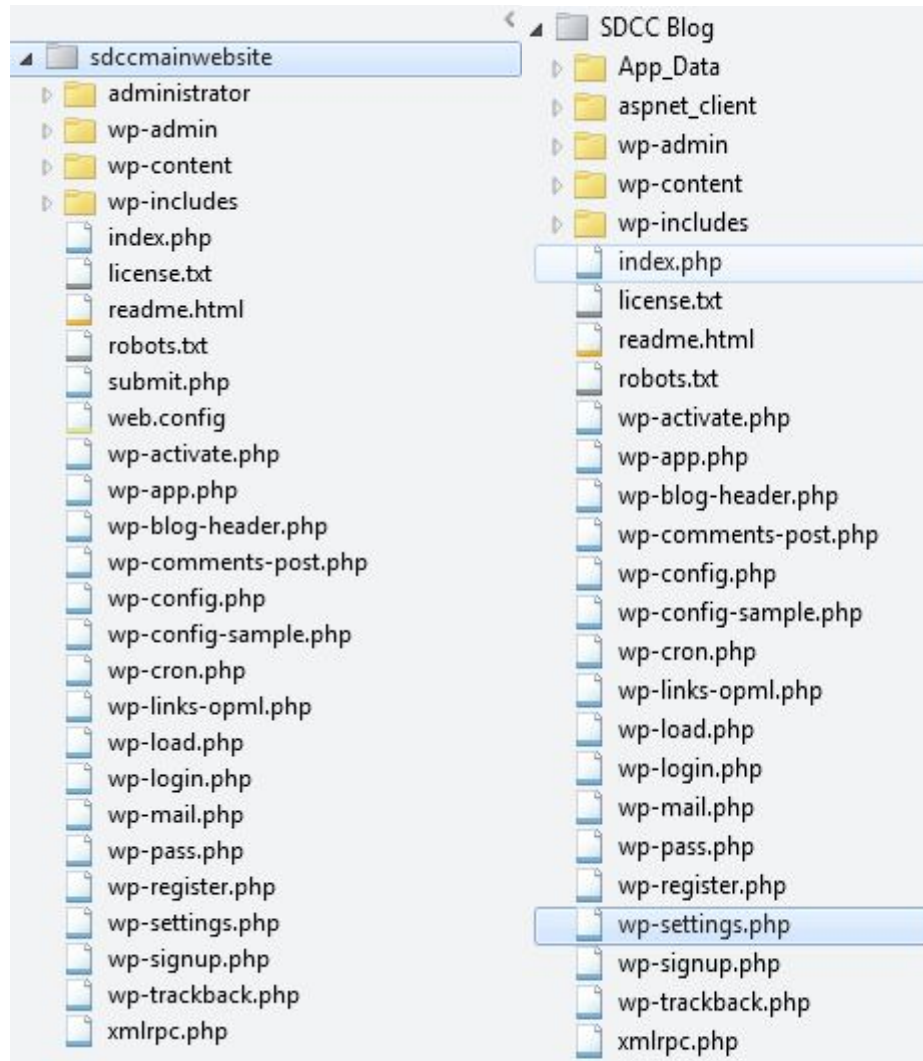 sdccmainwebsite
administrator
wp-admin
wp-content
wp-includes
index.php
license.txt
readme.html
robots.txt
submit.php
web.config
wp-activate.php
wp-app.php
wp-blog-header.php
wp-comments-post.php
wp-config.php
wp-config-sample.php
wp-cron.php
wp-links-opml.php
wp-load.php
wp-login.php
wp-mail.php
wp-pass.php
wp-register.php
wp-settings.php
wp-signup.php
wp-trackback.php
xmlrpc.php
SDCC Blog
App_Data
aspnet_client
wp-admin
wp-content
wp-includes
index.php
license.txt
readme.html
robots.txt
wp-activate.php
wp-app.php
wp-blog-header.php
wp-comments-post.php
wp-config.php
wp-config-sample.php
wp-cron.php
wp-links-opml.php
wp-load.php
wp-login.php
wp-mail.php
wp-pass.php
wp-register.php
wp-settings.php
wp-signup.php
wp-trackback.php
xmlrpc.php